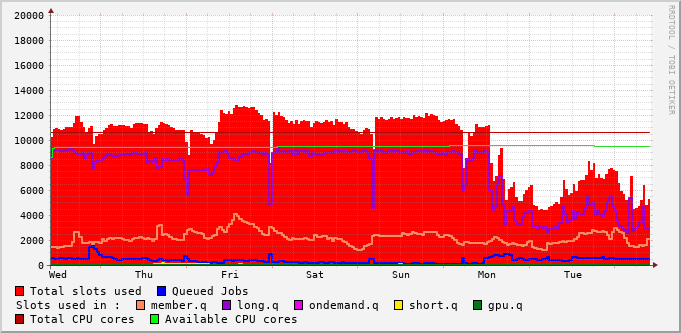 RRDTOOL / TOBI OETIKER
20000
18000
16000
14000
12000
10000
8000
6000
4000
2000
0
Wed Thu Fri Sat Sun Mon Tue
Total slots used Queued Jobs
Slots used in : member.q long.q ondemand.q short.q gpu.q
Total CPU cores Available CPU cores